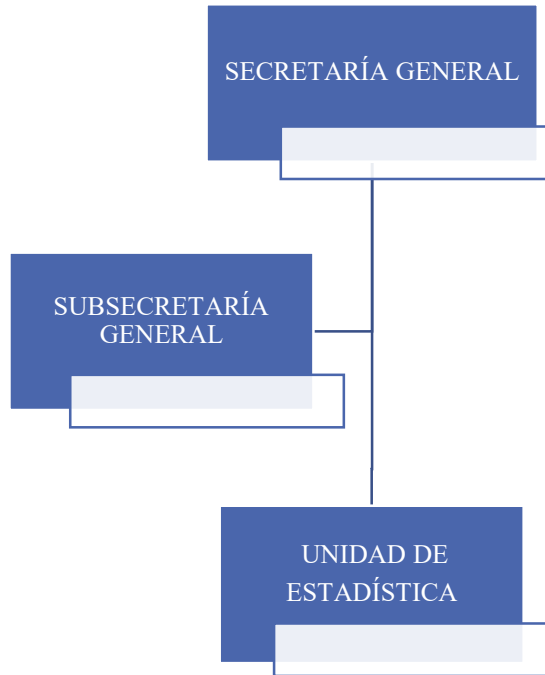 SECRETARÍA GENERAL
SUBSECRETARÍA
GENERAL
UNIDAD DE
ESTADÍSTICA